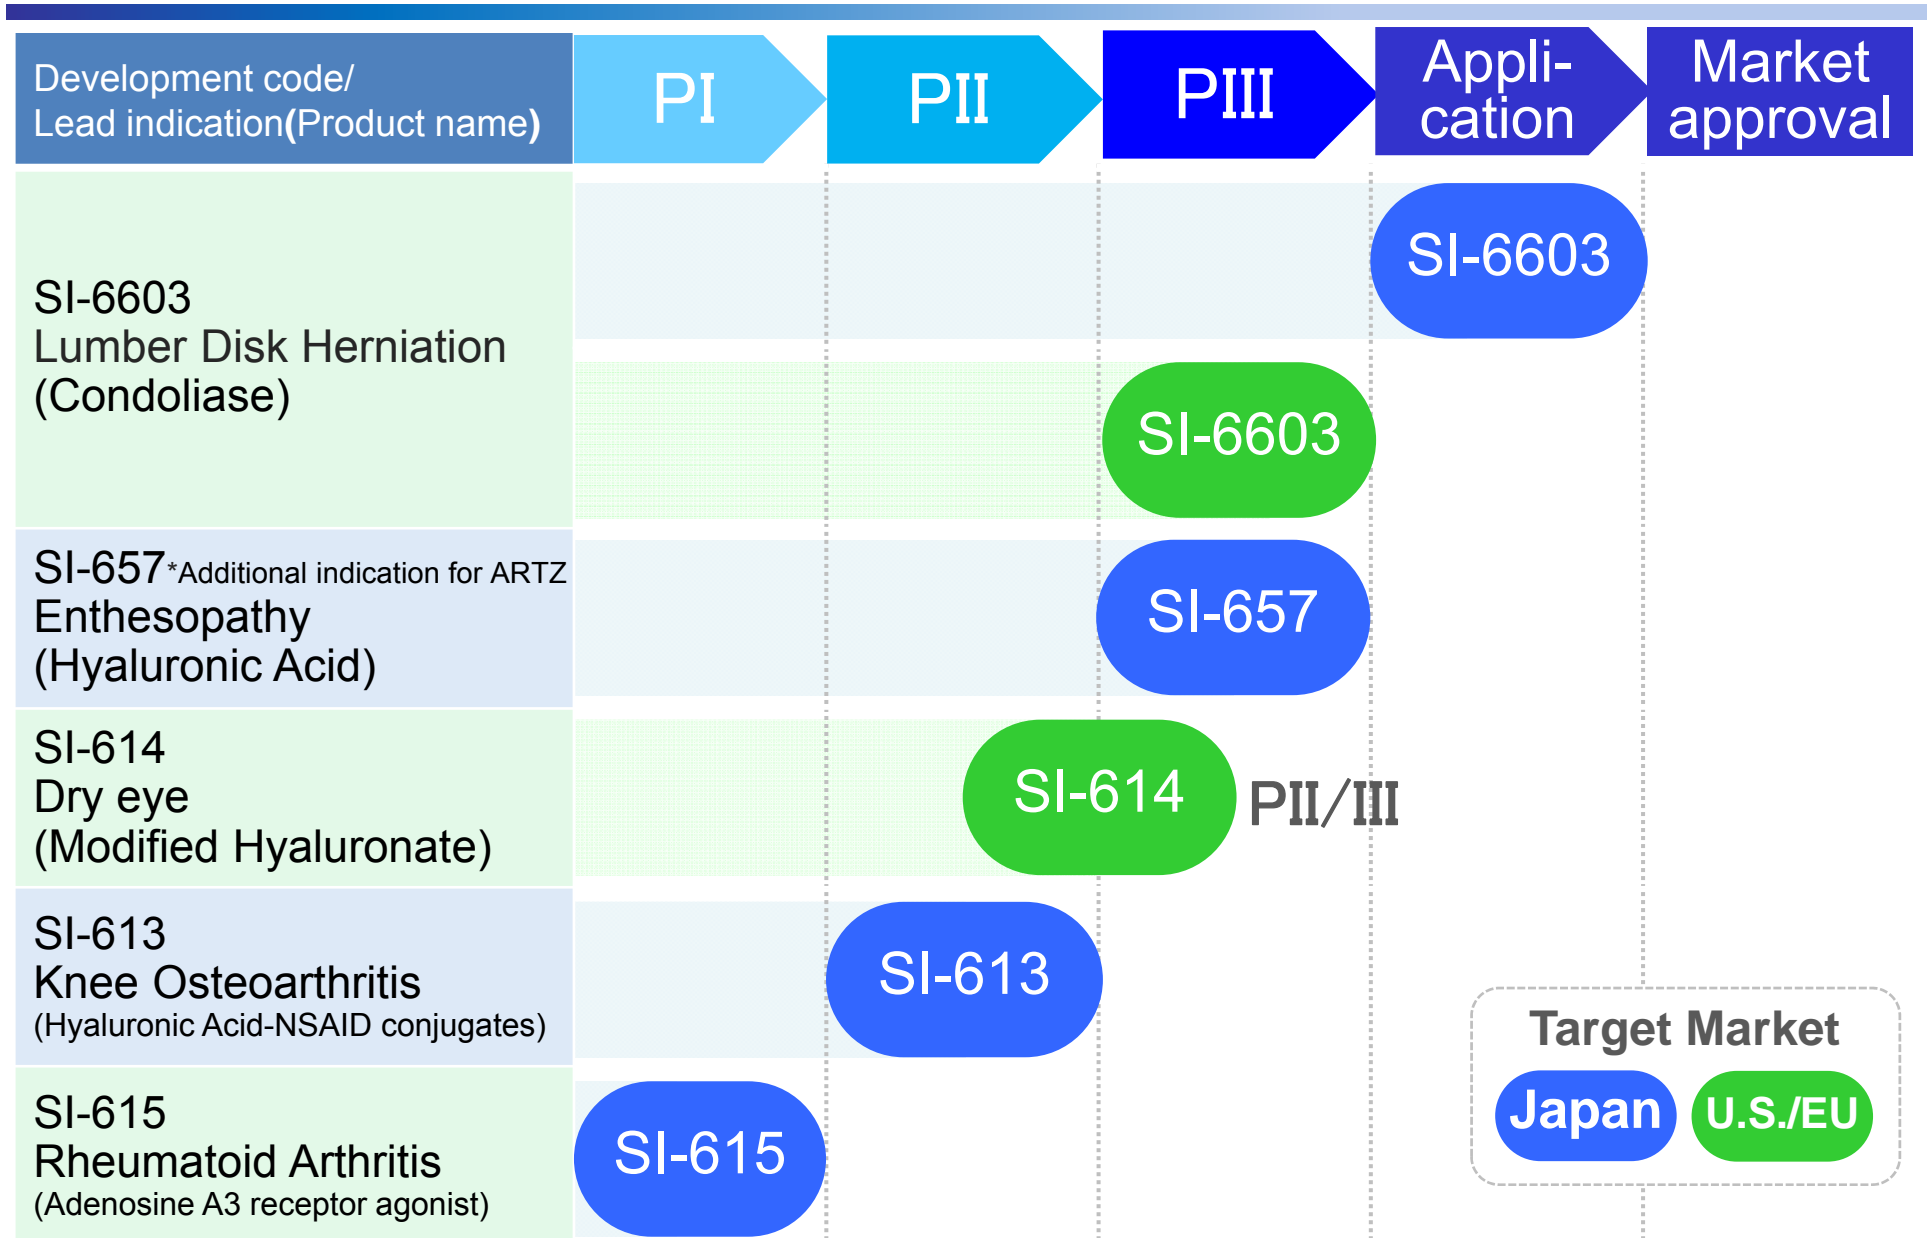 Development code/
Lead indication(Product name)
PⅠ
PⅡ
PⅢ
Appli-
cation
Market
approval
SI-6603
Lumber Disk Herniation
(Condoliase)
SI-6603
SI-6603
SI-657*Additional indication for ARTZ
Enthesopathy
(Hyaluronic Acid)
SI-657
SI-614
Dry eye
(Modified Hyaluronate)
SI-614
PⅡ/Ⅲ
SI-613
Knee Osteoarthritis
(Hyaluronic Acid-NSAID conjugates)
SI-613
SI-615
Rheumatoid Arthritis
(Adenosine A3 receptor agonist)
SI-615
Target Market
Japan
U.S./EU